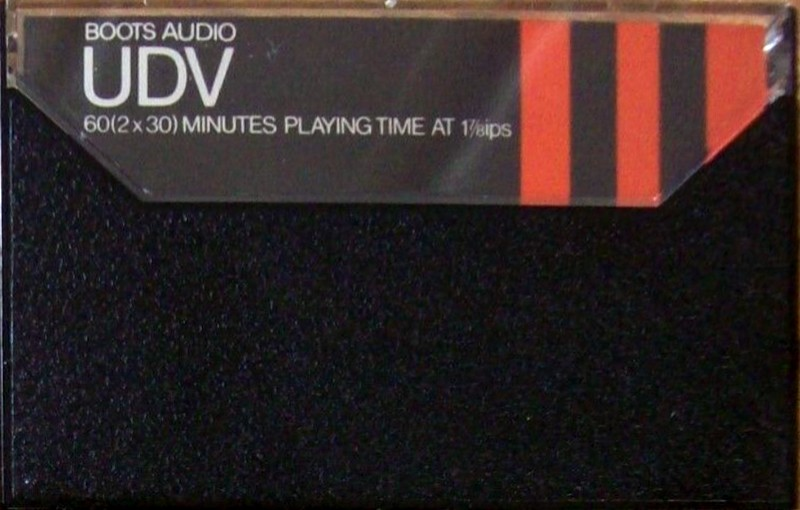 BOOTS AUDIO
UDV
60(2x30) MINUTES PLAYING TIME AT 1⅞ips